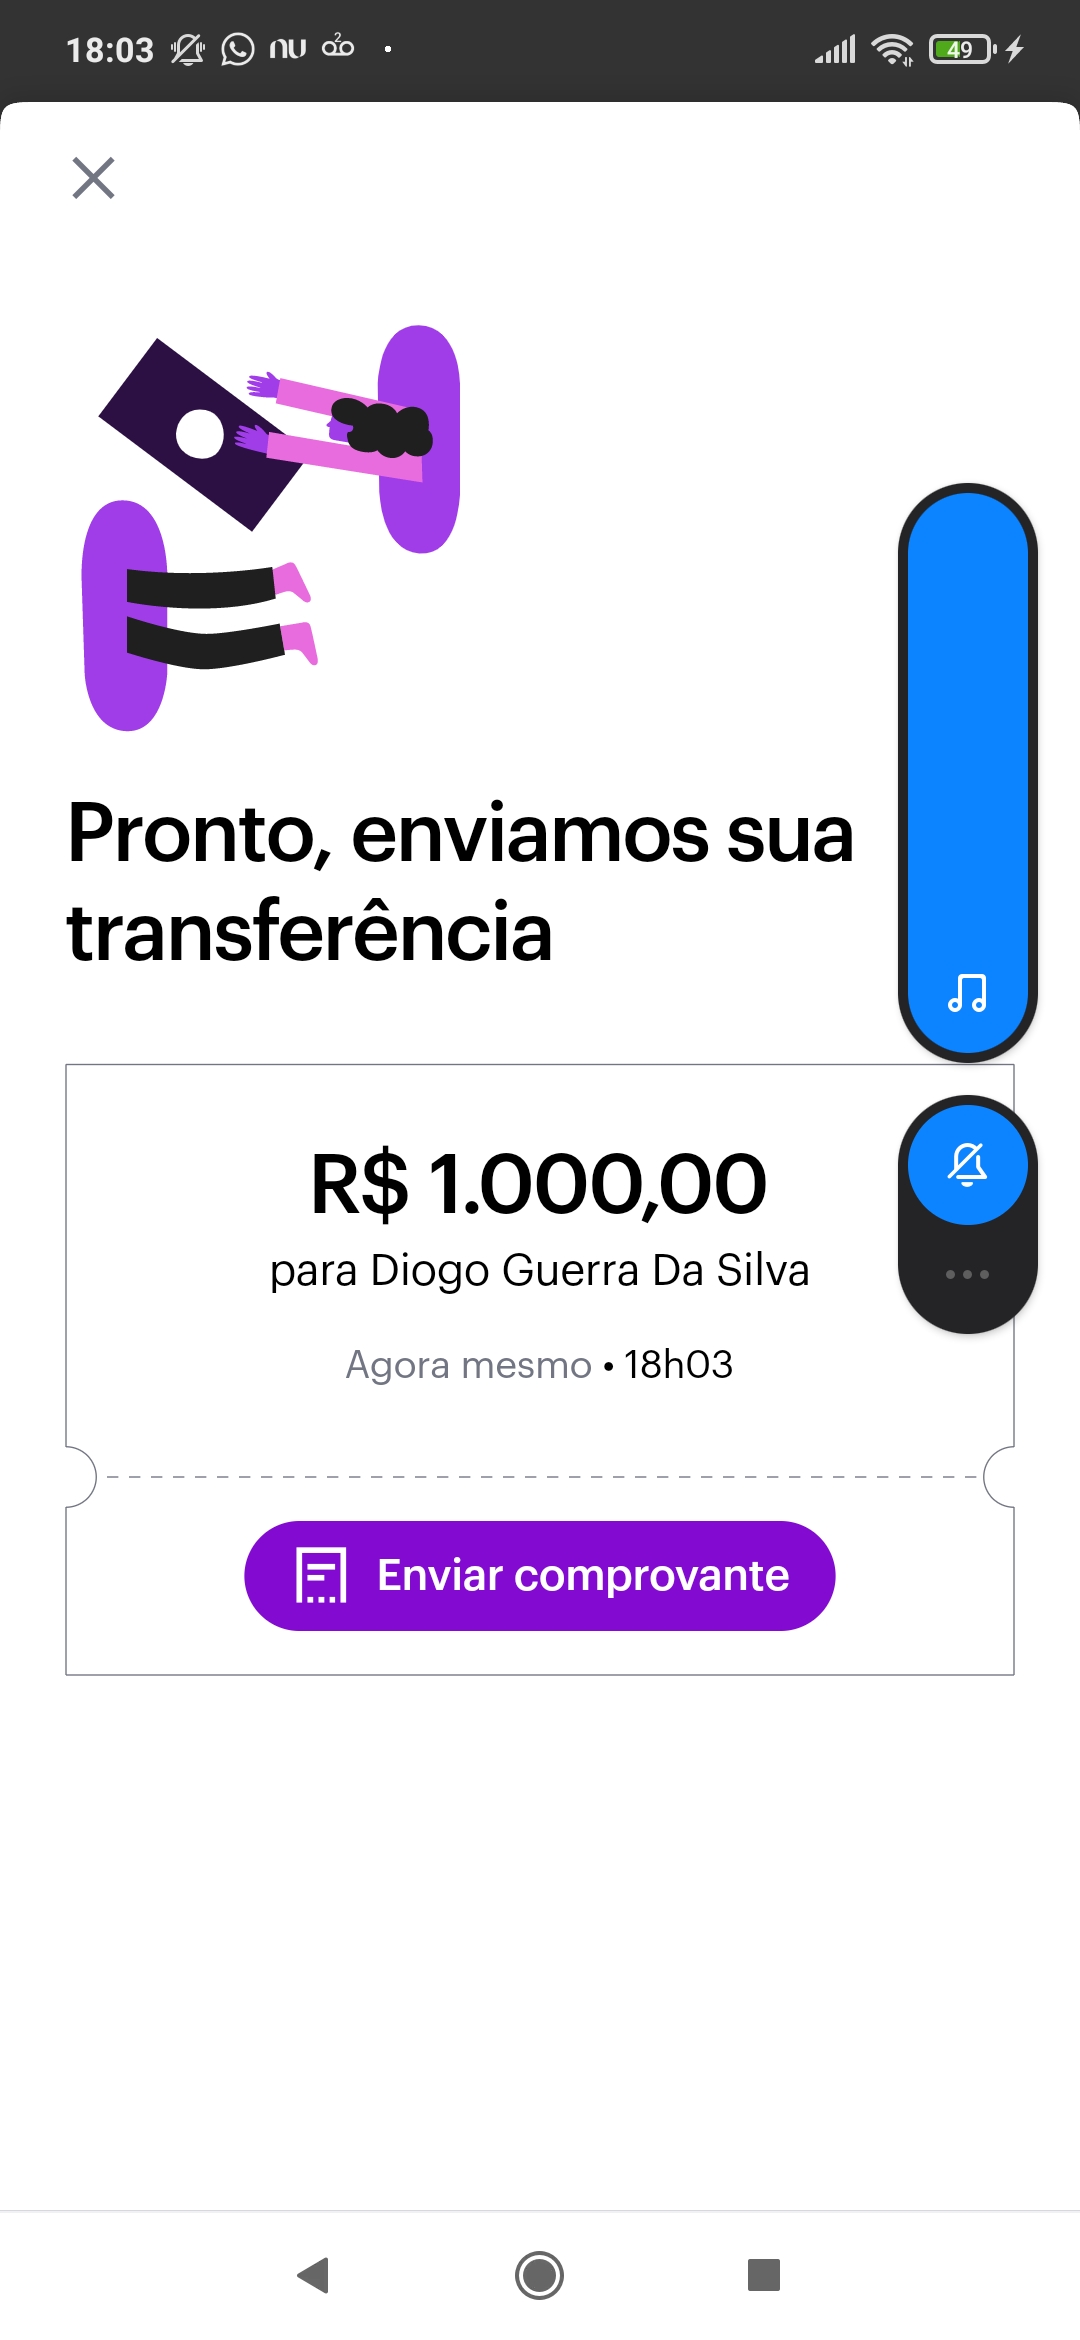 18:03 nu 2 49
Pronto, enviamos sua
transferência
R$ 1.000,00
para Diogo Guerra Da Silva
Agora mesmo • 18h03
Enviar comprovante